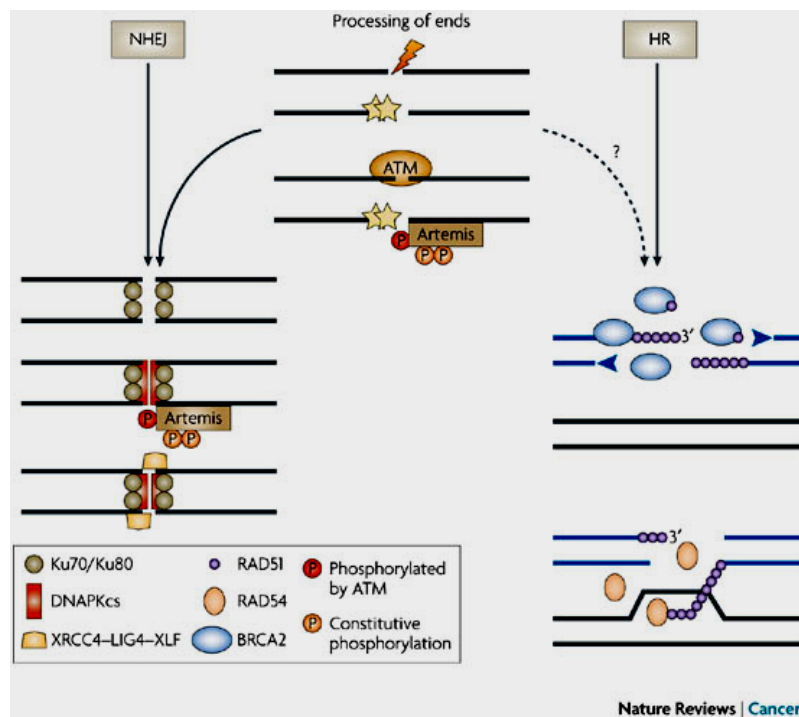 Processing of ends
NHEJ
HR
?
ATM
P
Artemis
P P
3′
P
Artemis
P P
3′
Ku70/Ku80
DNAPKcs
XRCC4–LIG4–XLF
RAD51
RAD54
BRCA2
P Phosphorylated
by ATM
P Constitutive
phosphorylation
Nature Reviews | Cancer